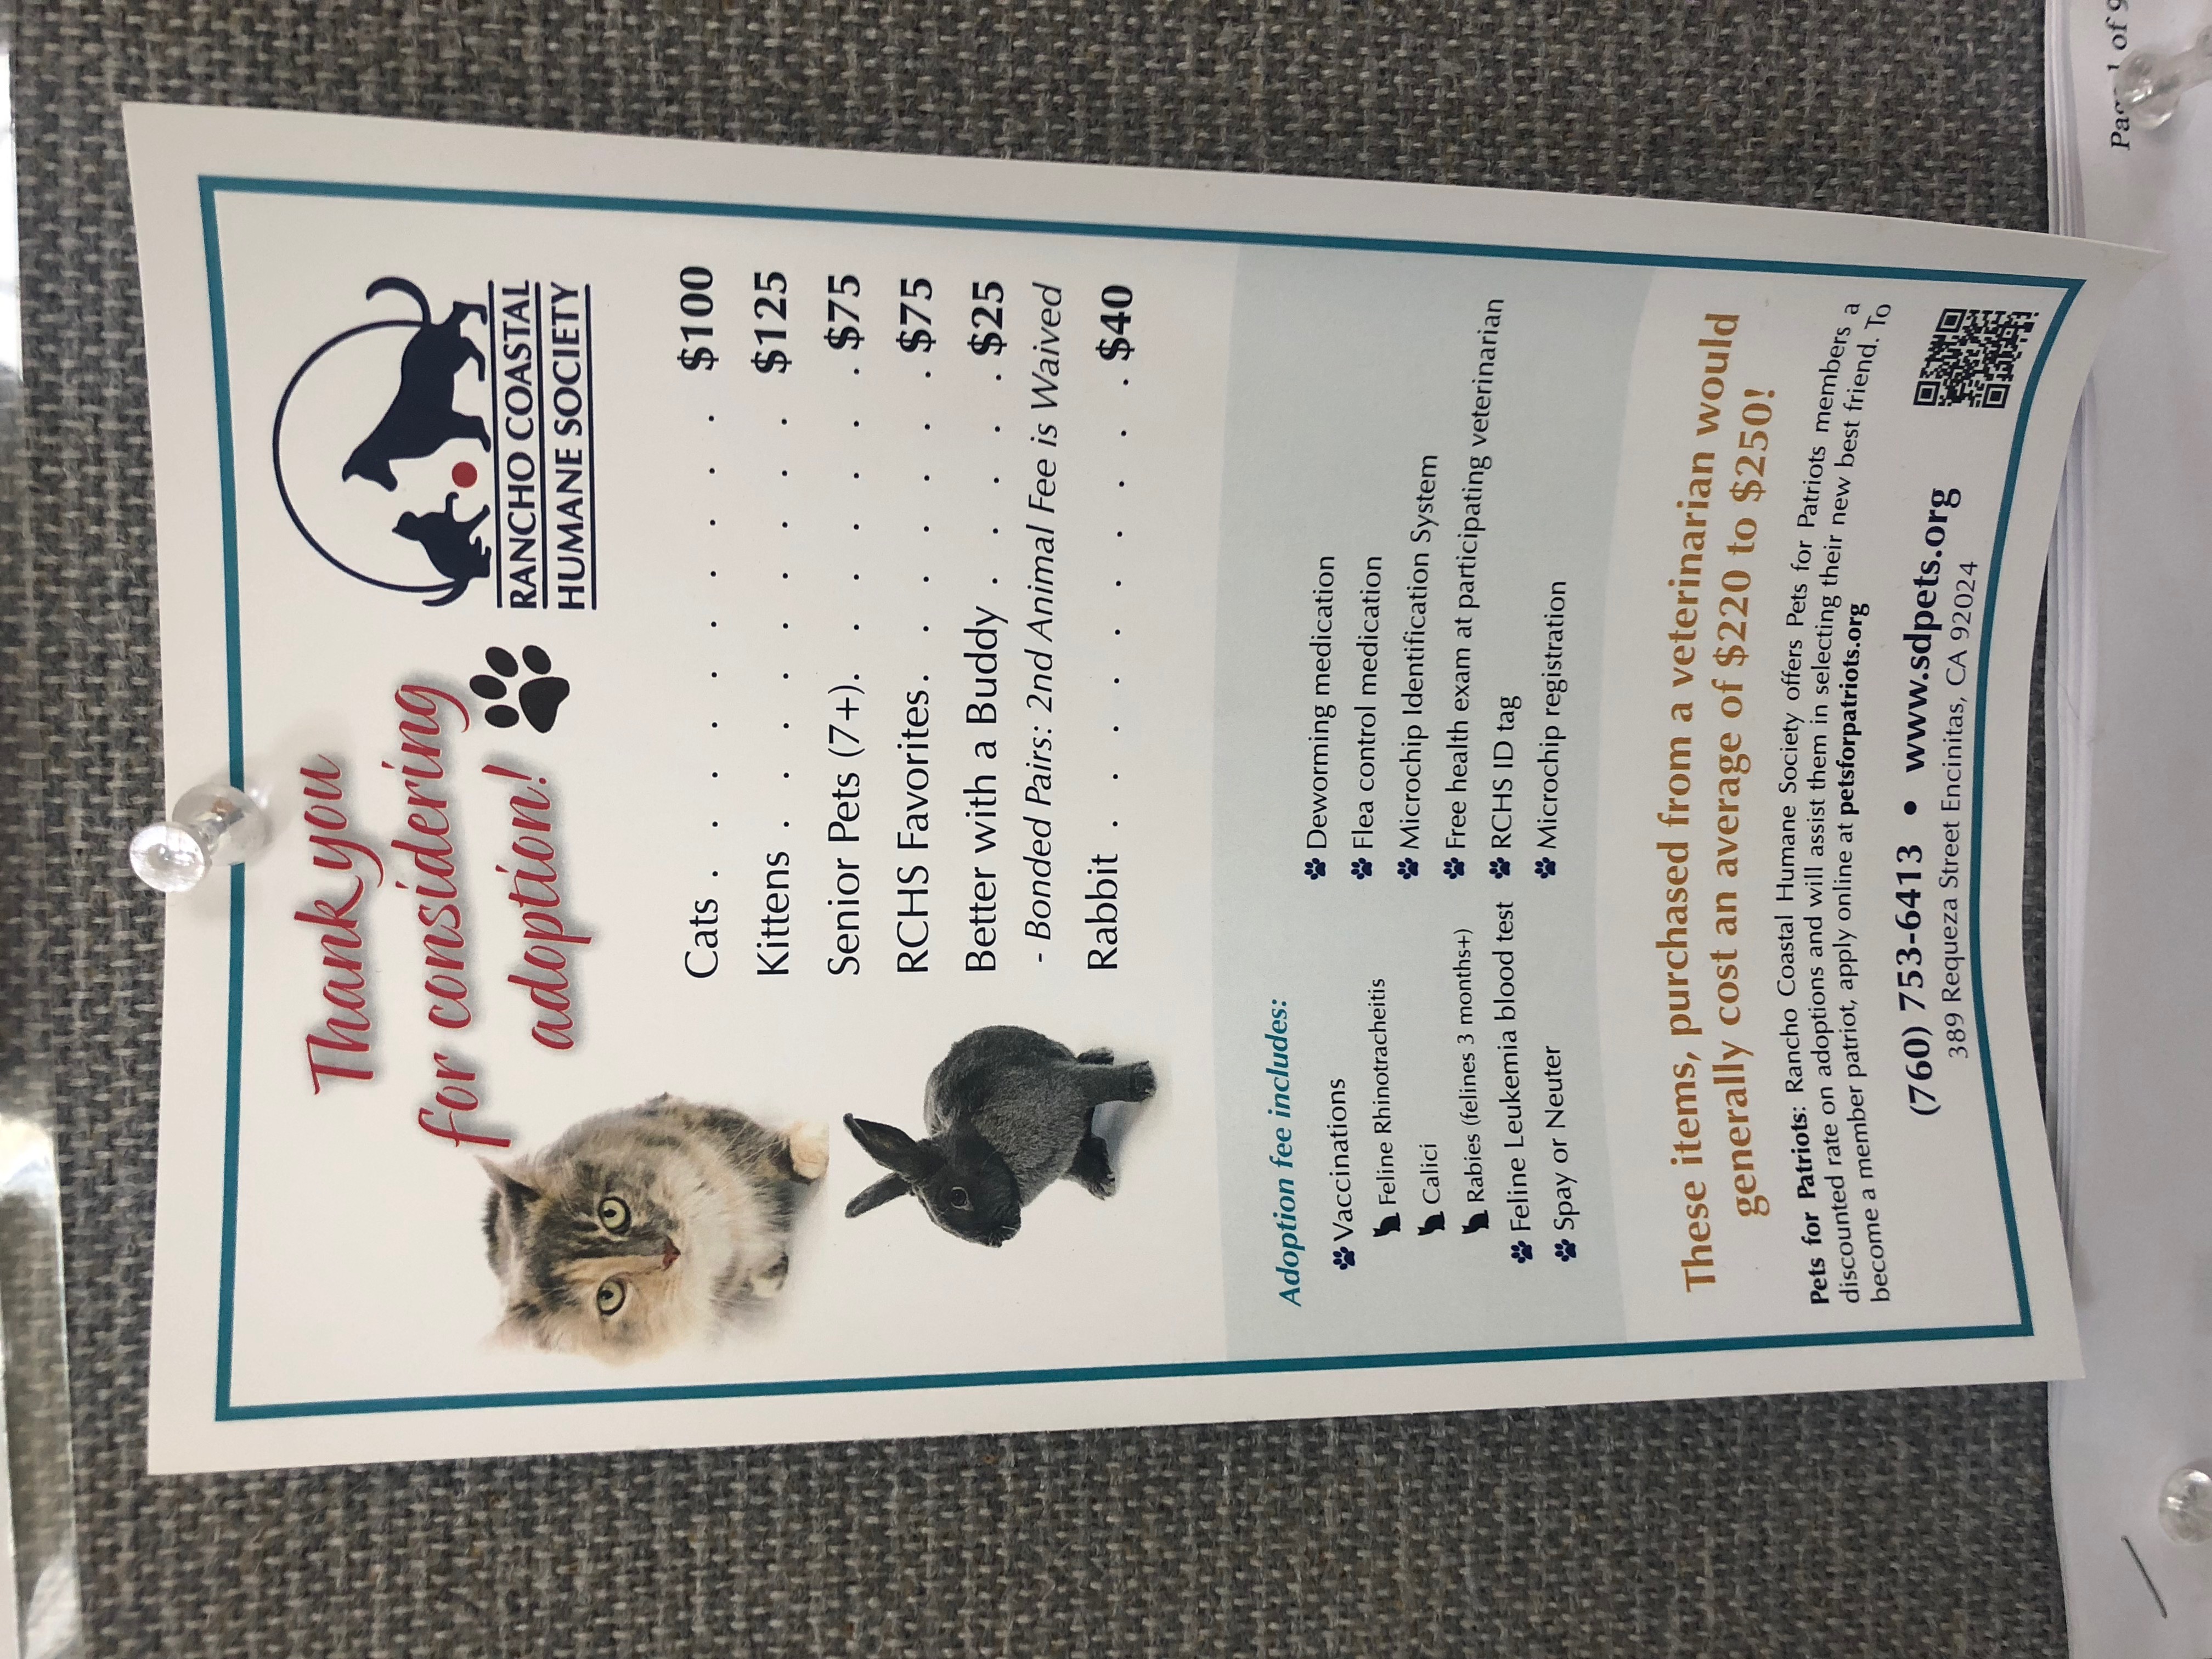 Thank you
for considering
adoption!
RANCHO COASTAL
HUMANE SOCIETY
Cats . . . . . . . . . . $100
Kittens . . . . . . . . . $125
Senior Pets (7+). . . . . . . $75
RCHS Favorites. . . . . . . $75
Better with a Buddy . . . . . $25
- Bonded Pairs: 2nd Animal Fee is Waived
Rabbit . . . . . . . . . . $40
Adoption fee includes:
Vaccinations
Feline Rhinotracheitis
Calici
Rabies (felines 3 months+)
Feline Leukemia blood test
Spay or Neuter
Deworming medication
Flea control medication
Microchip Identification System
Free health exam at participating veterinarian
RCHS ID tag
Microchip registration
These items, purchased from a veterinarian would
generally cost an average of $220 to $250!
Pets for Patriots: Rancho Coastal Humane Society offers Pets for Patriots members a
discounted rate on adoptions and will assist them in selecting their new best friend. To
become a member patriot, apply online at petsforpatriots.org
(760) 753-6413 • www.sdpets.org
389 Requeza Street Encinitas, CA 92024
of 9